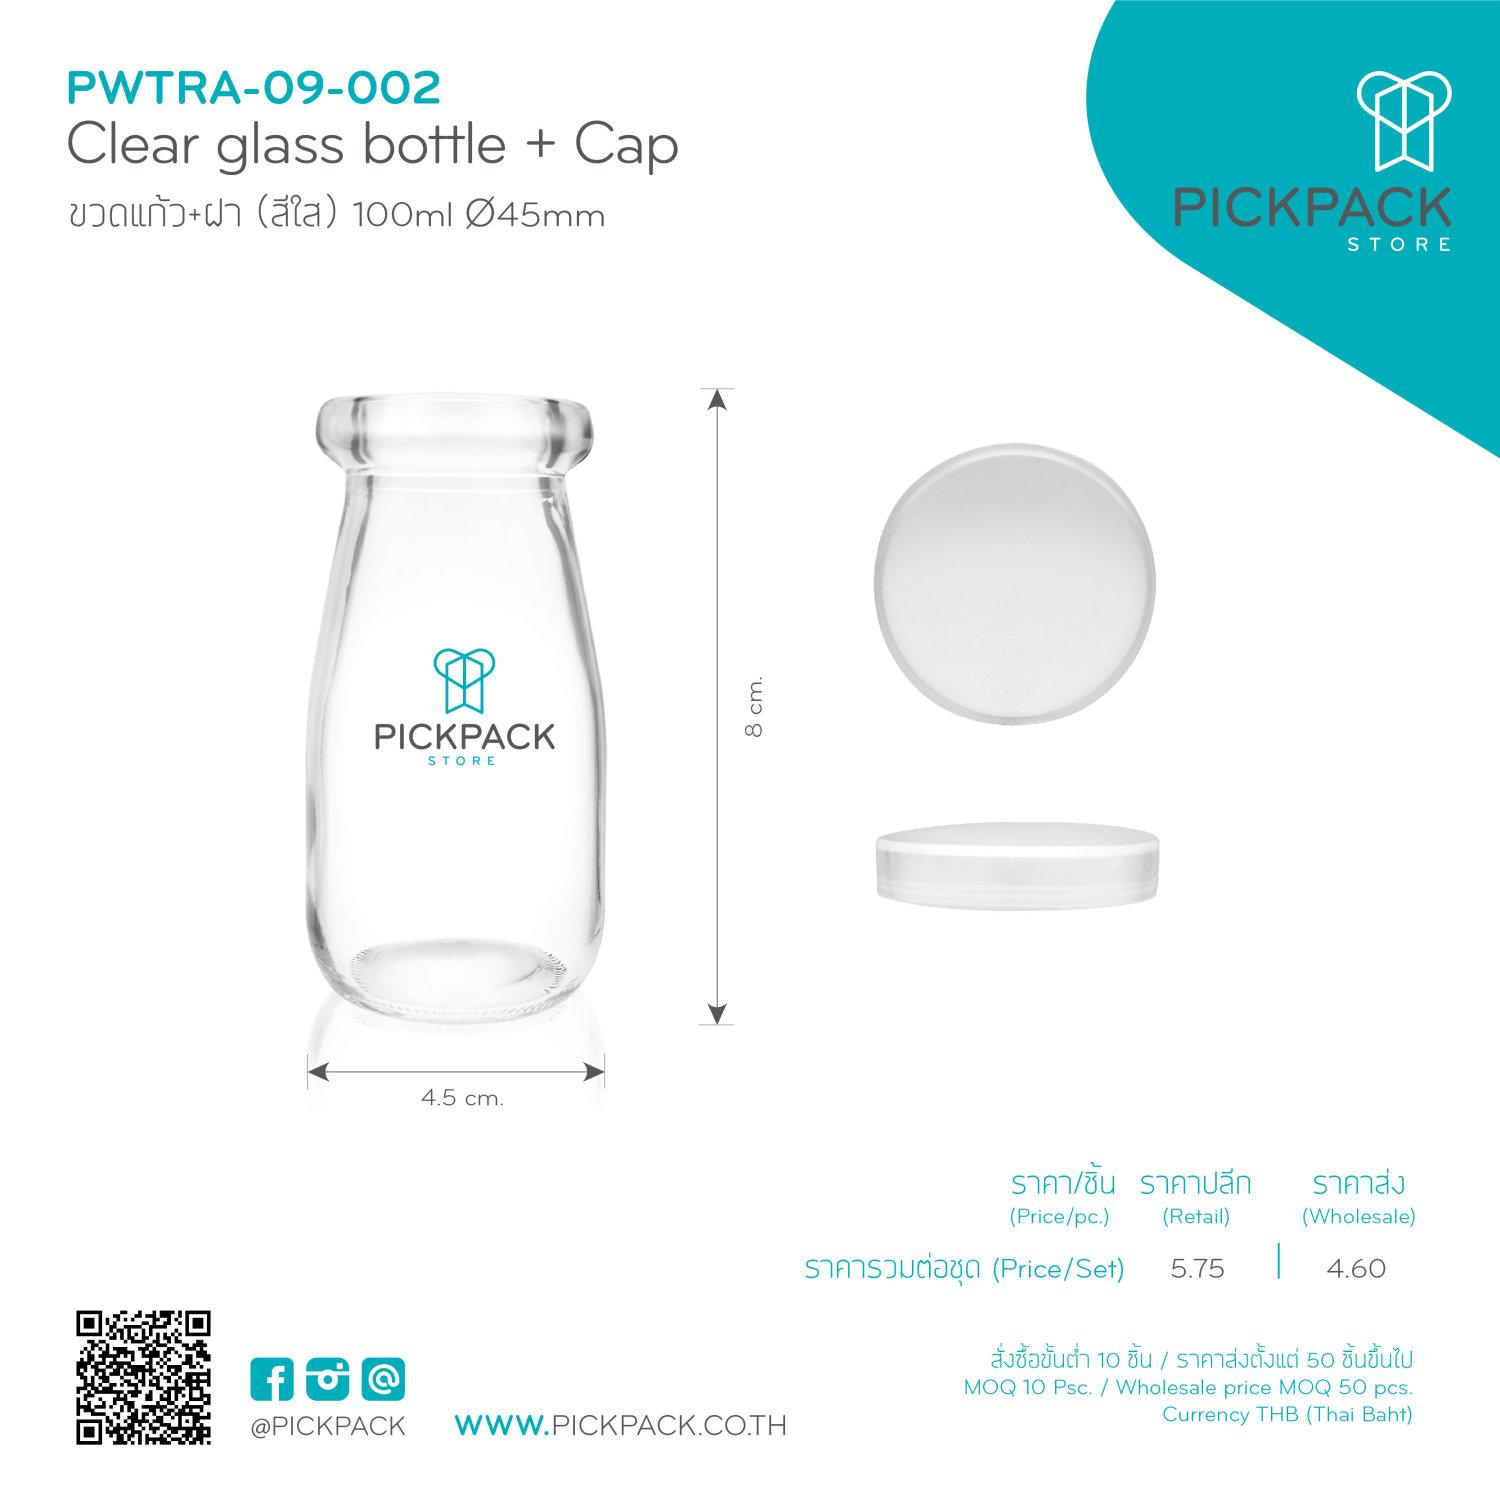 PWTRA-09-002
Clear glass bottle + Cap
ขวดแก้ว+ฝา (สีใส) 100ml Ø45mm
PICKPACK
STORE
PICKPACK
STORE
8 cm.
4.5 cm.
ราคา/ชิ้น ราคาปลีก ราคาส่ง
(Price/pc.) (Retail) (Wholesale)
ราคารวมต่อชุด (Price/Set) 5.75 4.60
สั่งซื้อขั้นต่ำ 10 ชิ้น / ราคาส่งตั้งแต่ 50 ชิ้นขึ้นไป
MOQ 10 Psc. / Wholesale price MOQ 50 pcs.
Currency THB (Thai Baht)
@PICKPACK
WWW.PICKPACK.CO.TH